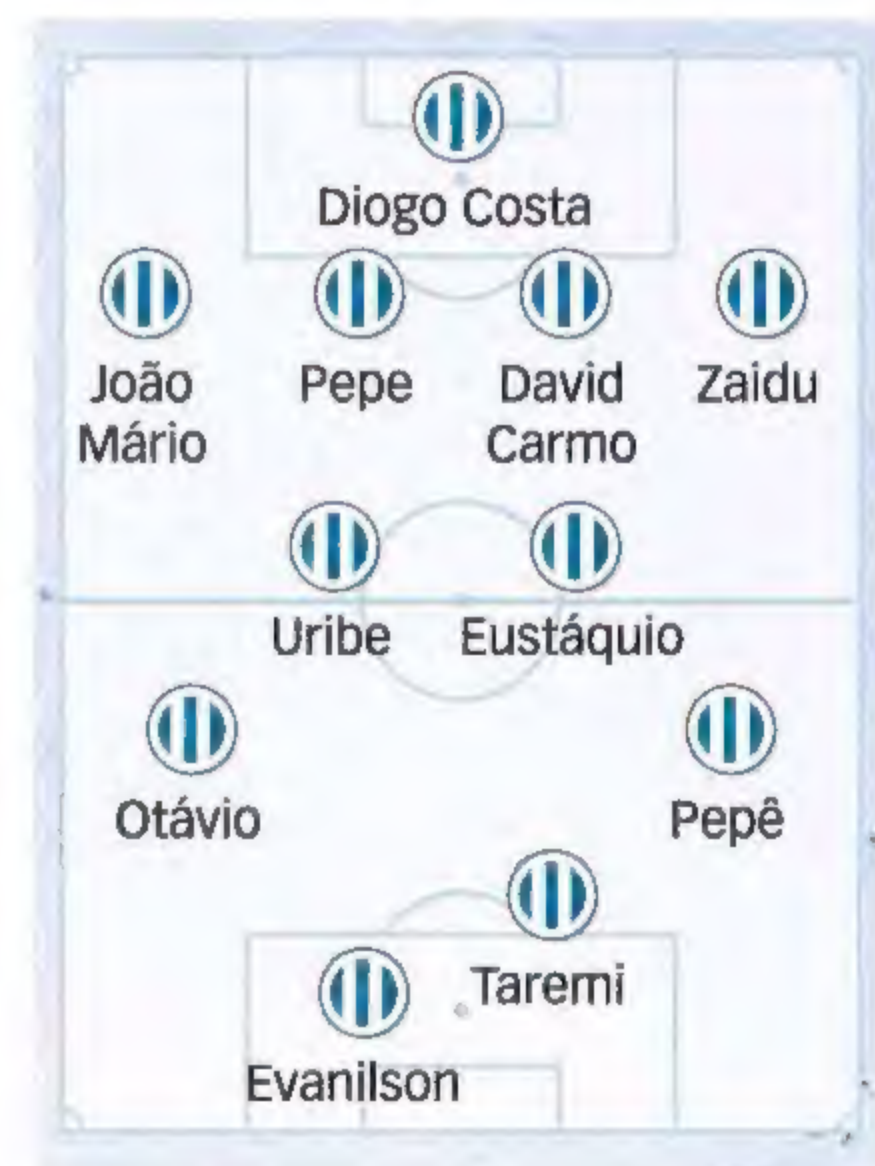 Diogo Costa
João
Mário
Pepe
David
Carmo
Zaidu
Uribe
Eustáquio
Otávio
Pepê
Taremi
Evanilson